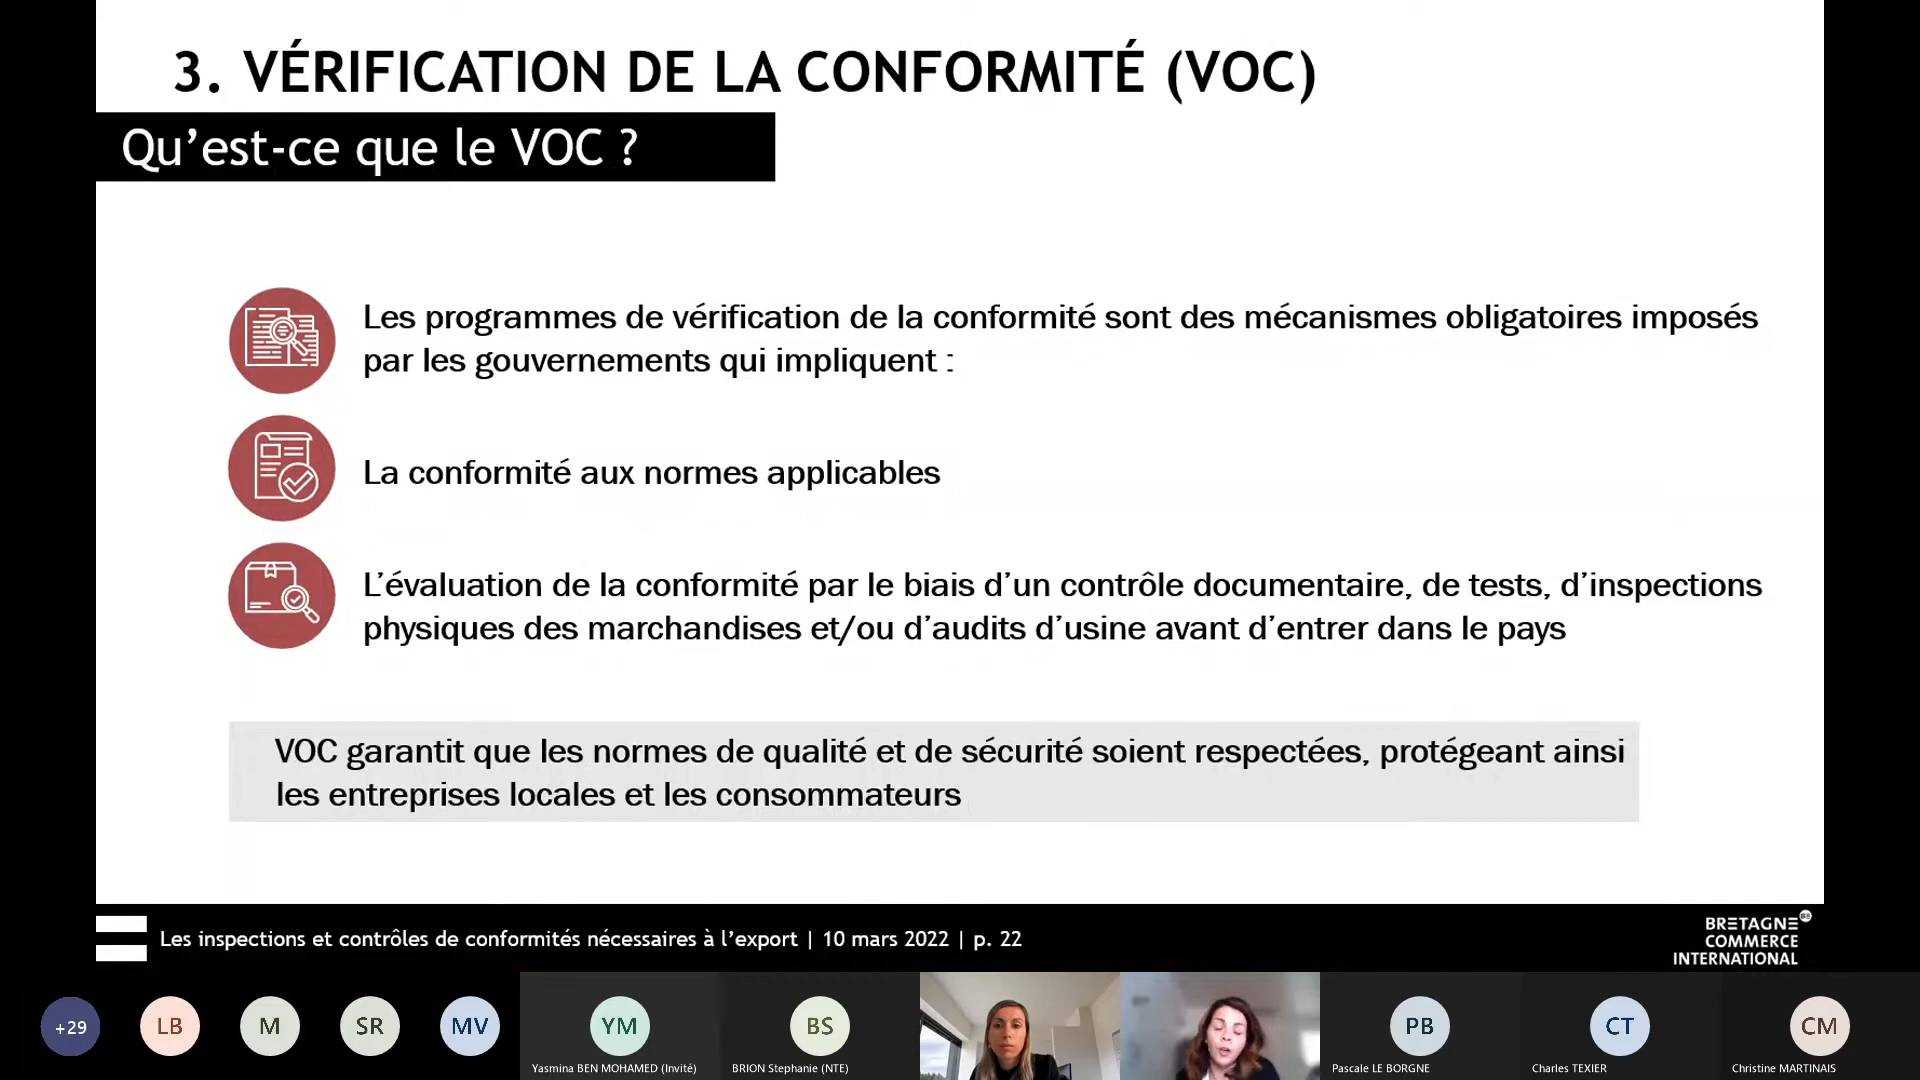 3. VÉRIFICATION DE LA CONFORMITÉ (VOC)
Qu’est-ce que le VOC ?
Les programmes de vérification de la conformité sont des mécanismes obligatoires imposés
par les gouvernements qui impliquent :
La conformité aux normes applicables
L’évaluation de la conformité par le biais d’un contrôle documentaire, de tests, d’inspections
physiques des marchandises et/ou d’audits d’usine avant d’entrer dans le pays
VOC garantit que les normes de qualité et de sécurité soient respectées, protégeant ainsi
les entreprises locales et les consommateurs
Les inspections et contrôles de conformités nécessaires à l’export | 10 mars 2022 | p. 22
BRETAGNE
COMMERCE
INTERNATIONAL
+29
LB
M
SR
MV
YM
BS
PB
CT
CM
Yasmina BEN MOHAMED (Invité)
BRION Stephanie (NTE)
Pascale LE BORGNE
Charles TEXIER
Christine MARTINAIS